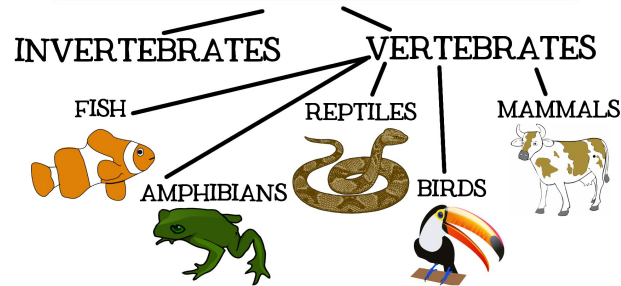 INVERTEBRATES
VERTEBRATES
FISH
REPTILES
MAMMALS
AMPHIBIANS
BIRDS